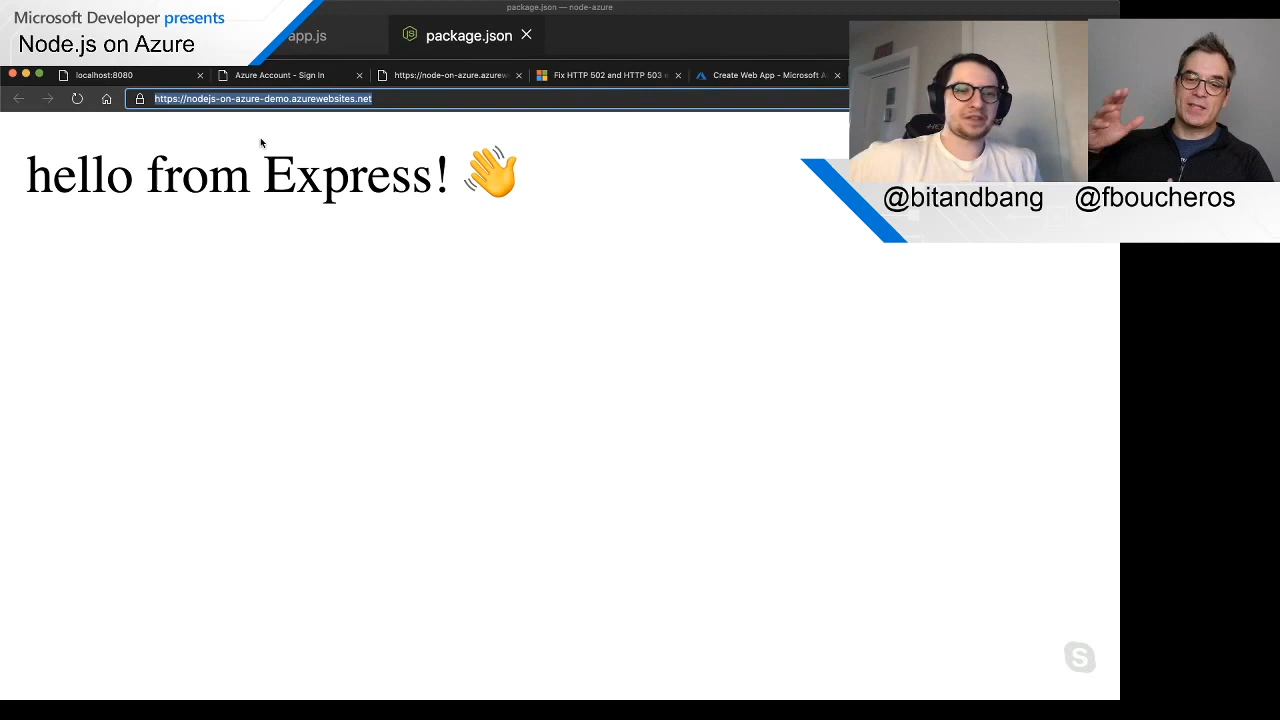 package.json — node-azure
Microsoft Developer presents
Node.js on Azure
app.js
package.json
localhost:8080
Azure Account - Sign In
https://node-on-azure.azurew
Fix HTTP 502 and HTTP 503
Create Web App - Microsoft A
https://nodejs-on-azure-demo.azurewebsites.net
hello from Express! 👋
@bitandbang
@fboucheros
S